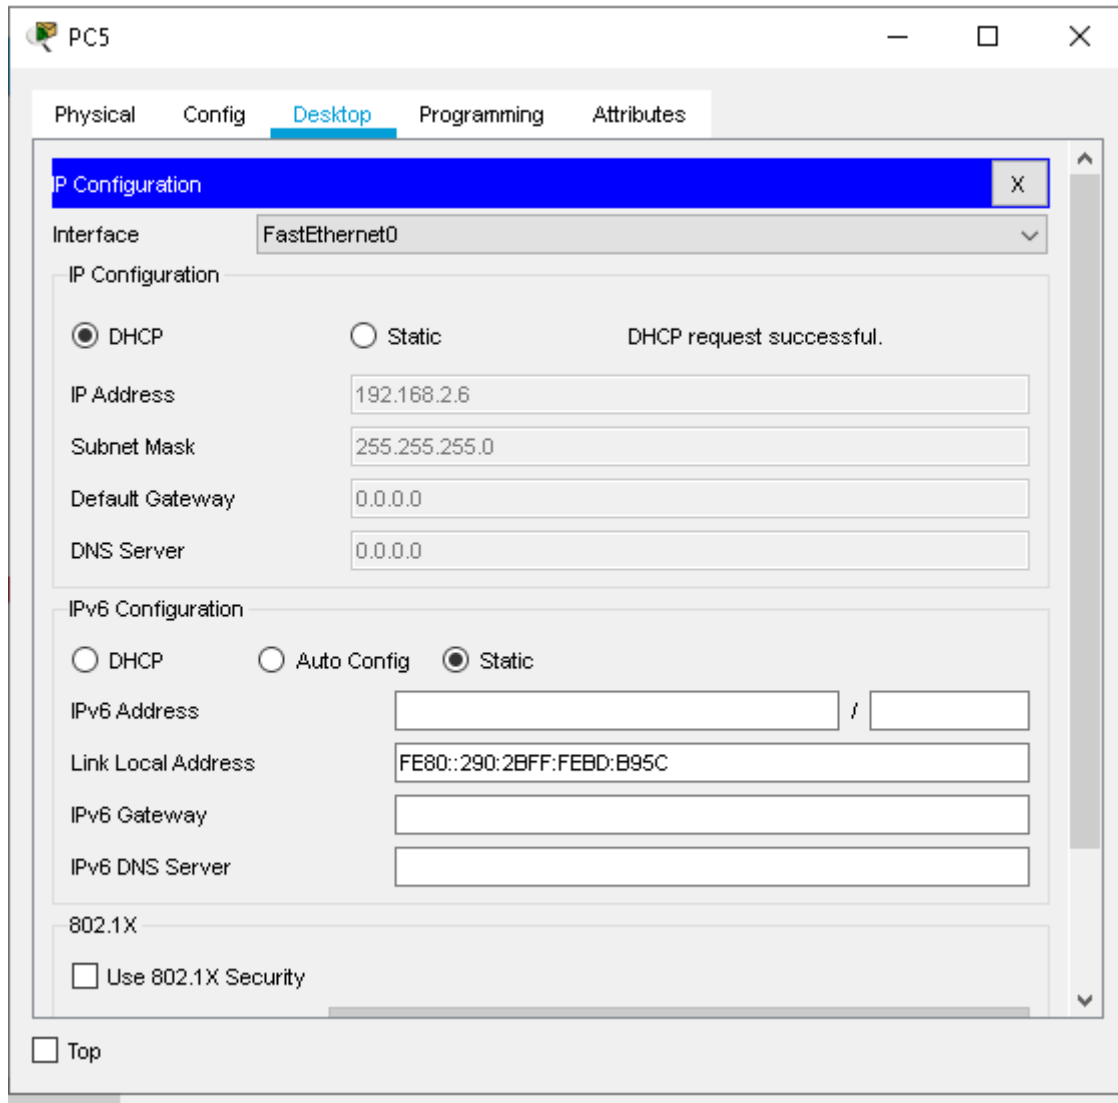 PC5
Physical Config Desktop Programming Attributes
IP Configuration X
Interface FastEthernet0
IP Configuration
DHCP Static DHCP request successful.
IP Address 192.168.2.6
Subnet Mask 255.255.255.0
Default Gateway 0.0.0.0
DNS Server 0.0.0.0
IPv6 Configuration
DHCP Auto Config Static
IPv6 Address /
Link Local Address FE80::290:2BFF:FEBD:B95C
IPv6 Gateway
IPv6 DNS Server
802.1X
Use 802.1X Security
Top